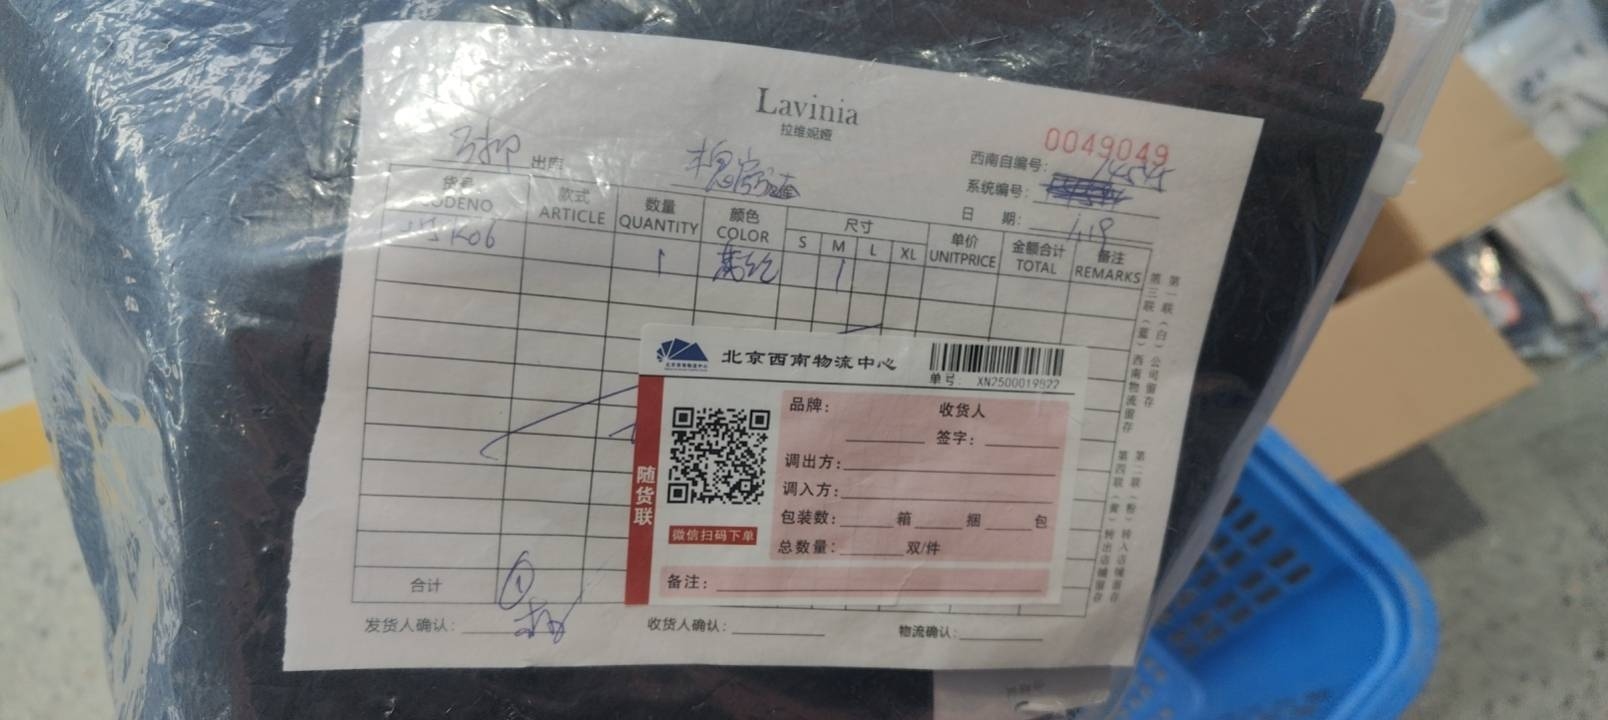 Lavinia
拉维妮娅
0049049
出库
西南自编号:
系统编号:
日 期:
货号 款式 数量 颜色 尺寸 单价 金额合计 备注
CODENO ARTICLE QUANTITY COLOR S M L XL UNITPRICE TOTAL REMARKS
1 1
北京西南物流中心
单号: XN2500019822
品牌: 收货人
签字:
调出方:
调入方:
包装数: 箱 捆 包
总数量: 双/件
备注:
随货联
微信扫码下单
合计 1
发货人确认: 收货人确认: 物流确认:
第一联(白)公司留存
第二联(粉)转入店铺留存
第三联(蓝)西南物流留存
第四联(黄)转出店铺留存